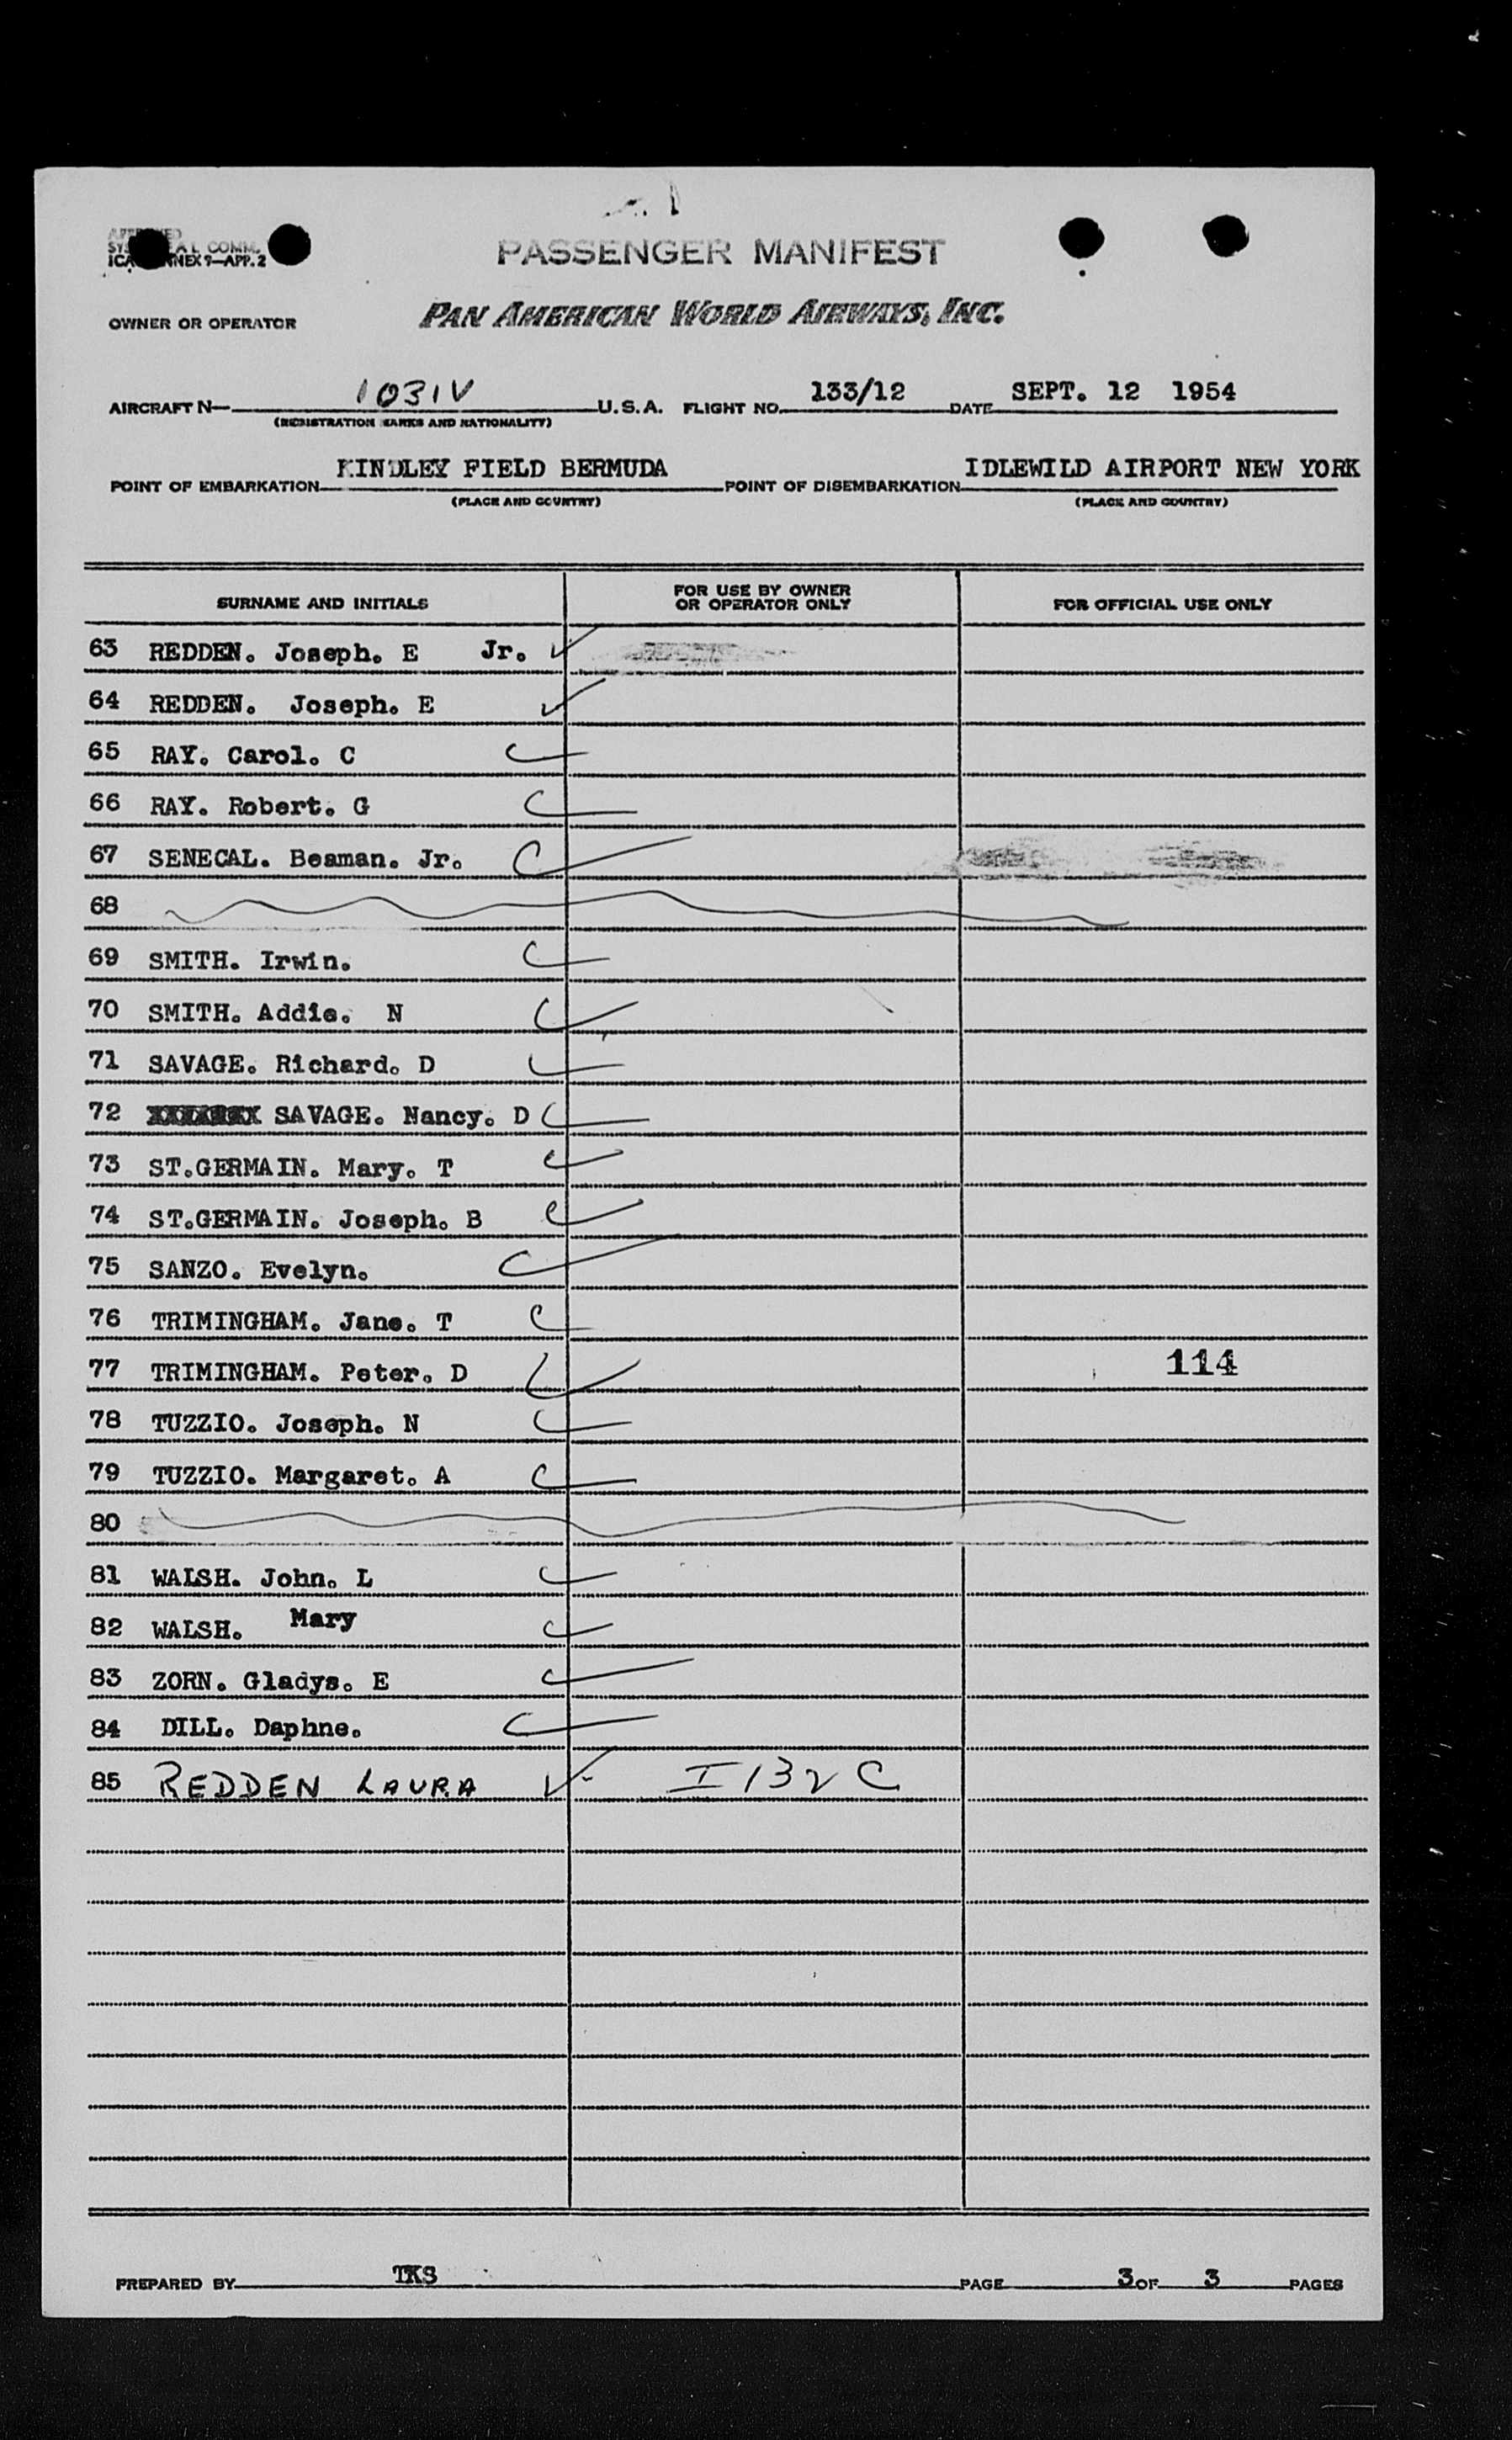 PASSENGER MANIFEST
OWNER OR OPERATOR PAN AMERICAN WORLD AIRWAYS, INC.
AIRCRAFT N— 1031V U.S.A. FLIGHT NO. 133/12 DATE SEPT. 12 1954
(REGISTRATION MARKS AND NATIONALITY)
POINT OF EMBARKATION KINDLEY FIELD BERMUDA POINT OF DISEMBARKATION IDLEWILD AIRPORT NEW YORK
(PLACE AND COUNTRY) (PLACE AND COUNTRY)
SURNAME AND INITIALS FOR USE BY OWNER OR OPERATOR ONLY FOR OFFICIAL USE ONLY
63 REDDEN. Joseph. E Jr.
64 REDDEN. Joseph. E
65 RAY. Carol. C
66 RAY. Robert. G
67 SENECAL. Beaman. Jr.
68
69 SMITH. Irwin.
70 SMITH. Addie. N
71 SAVAGE. Richard. D
72 SAVAGE. Nancy. D
73 ST.GERMAIN. Mary. T
74 ST.GERMAIN. Joseph. B
75 SANZO. Evelyn.
76 TRIMINGHAM. Jane. T
77 TRIMINGHAM. Peter. D 114
78 TUZZIO. Joseph. N
79 TUZZIO. Margaret. A
80
81 WALSH. John. L
82 WALSH. Mary
83 ZORN. Gladys. E
84 DILL. Daphne.
85 REDDEN LAURA I 132 C
PREPARED BY TKS PAGE 3 OF 3 PAGES